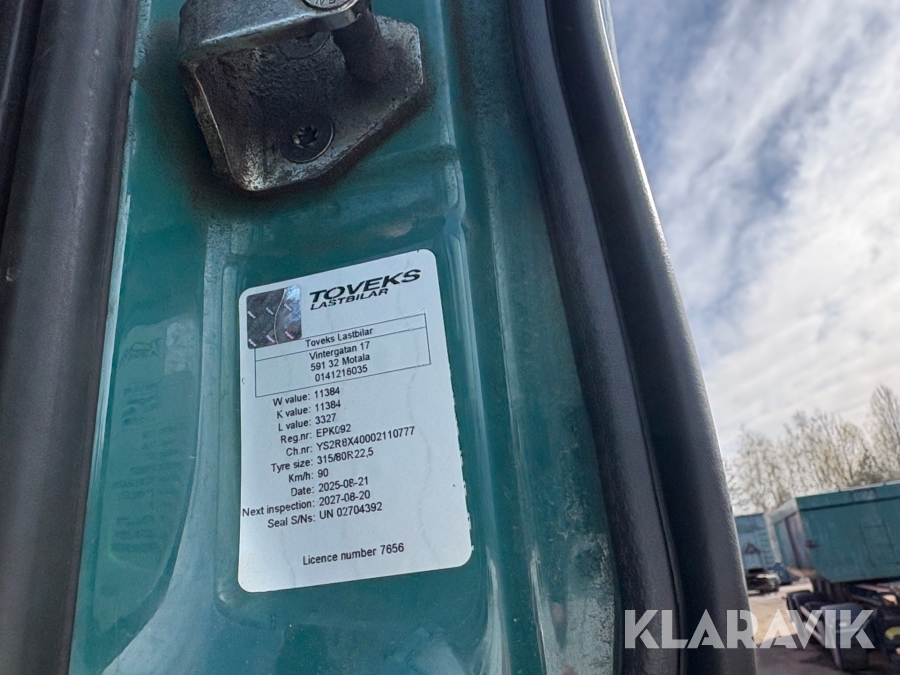 TOVEKS
LASTBILAR
Toveks Lastbilar
Vintergatan 17
591 32 Motala
0141216035
W value: 11384
K value: 11384
L value: 3327
Reg.nr: EPK092
Ch.nr: YS2R8X40002110777
Tyre size: 315/80R22,5
Km/h: 90
Date: 2025-08-21
Next inspection: 2027-08-20
Seal S/Ns: UN 02704392
Licence number 7656
KLARAVIK